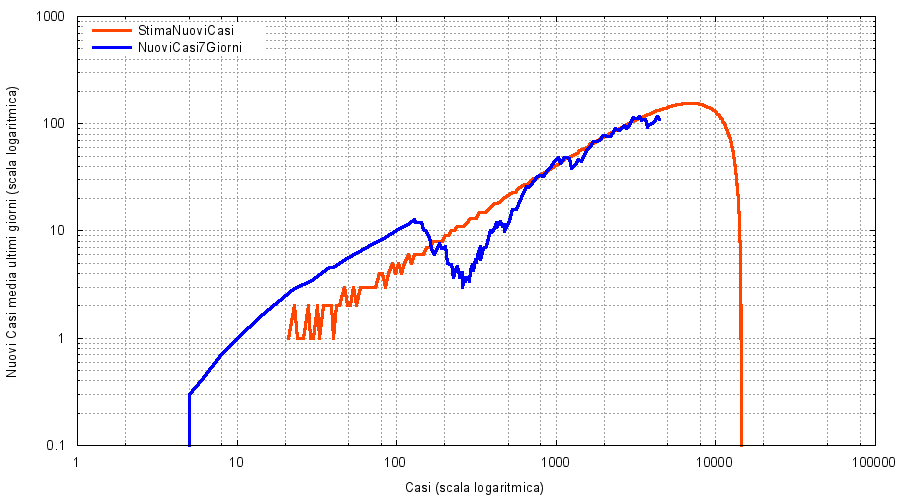 1000
StimaNuoviCasi
NuoviCasi7Giorni
100
10
1
0.1
Nuovi Casi media ultimi giorni (scala logaritmica)
1 10 100 1000 10000 100000
Casi (scala logaritmica)